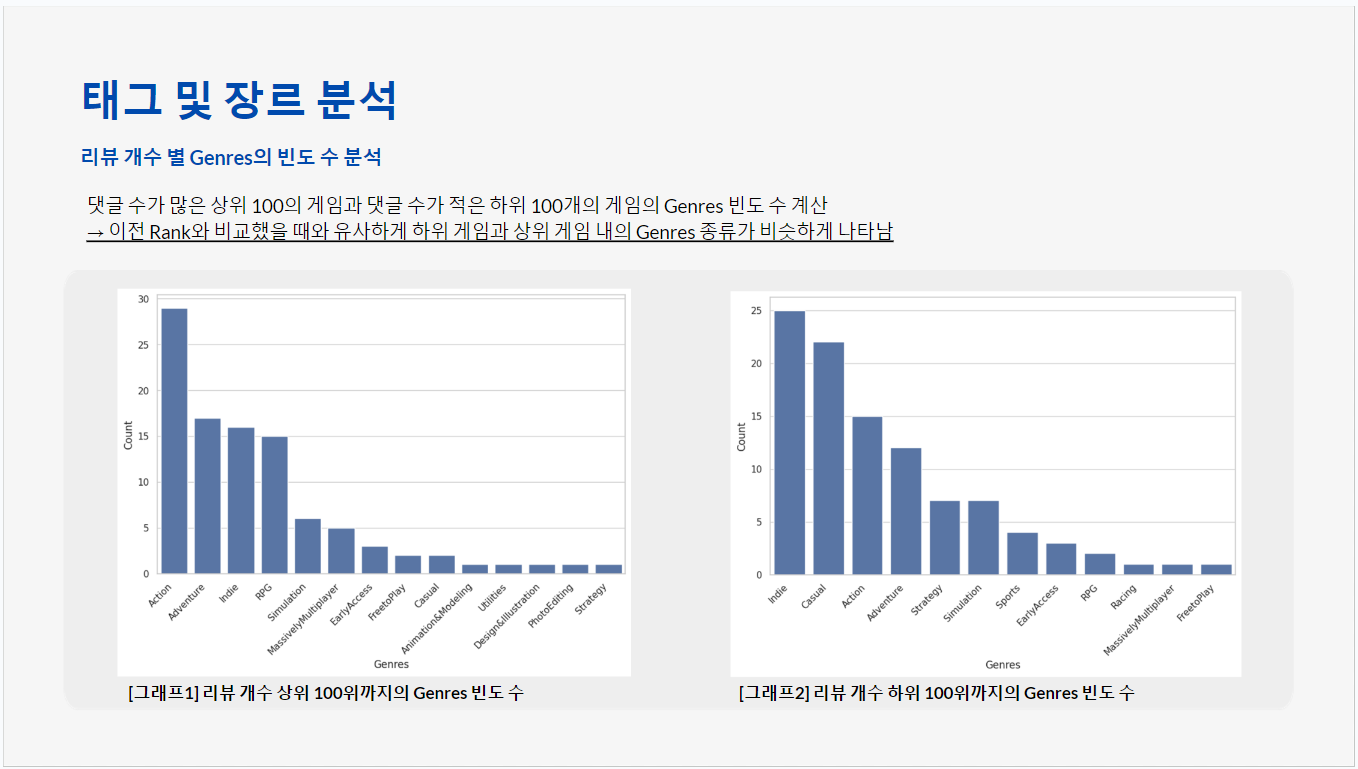 태그 및 장르 분석
리뷰 개수 별 Genres의 빈도 수 분석
댓글 수가 많은 상위 100의 게임과 댓글 수가 적은 하위 100개의 게임의 Genres 빈도 수 계산
→ 이전 Rank와 비교했을 때와 유사하게 하위 게임과 상위 게임 내의 Genres 종류가 비슷하게 나타남
30
25
20
15
10
5
0
Count
Action
Adventure
Indie
RPG
Simulation
MassivelyMultiplayer
EarlyAccess
FreetoPlay
Casual
Animation&Modeling
Utilities
Design&Illustration
PhotoEditing
Strategy
Genres
[그래프1] 리뷰 개수 상위 100위까지의 Genres 빈도 수
25
20
15
10
5
0
Count
Indie
Casual
Action
Adventure
Strategy
Simulation
Sports
EarlyAccess
RPG
Racing
MassivelyMultiplayer
FreetoPlay
Genres
[그래프2] 리뷰 개수 하위 100위까지의 Genres 빈도 수